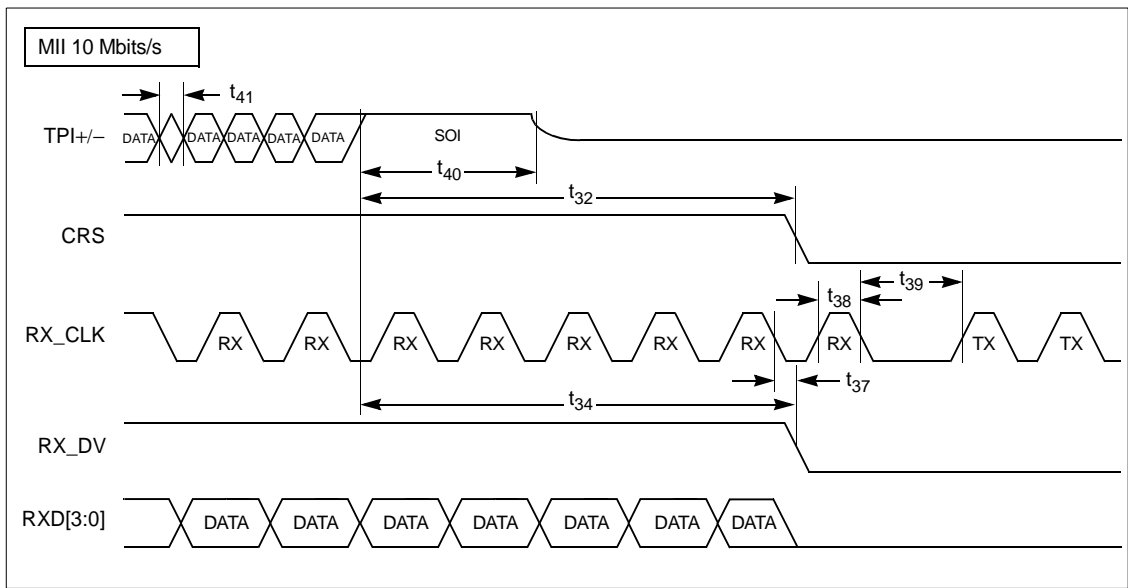 MII 10 Mbits/s
t41
TPI+/– DATA DATA DATA DATA DATA SOI
t40
t32
CRS
t39
t38
RX_CLK RX RX RX RX RX RX RX RX TX TX
t37
t34
RX_DV
RXD[3:0] DATA DATA DATA DATA DATA DATA DATA